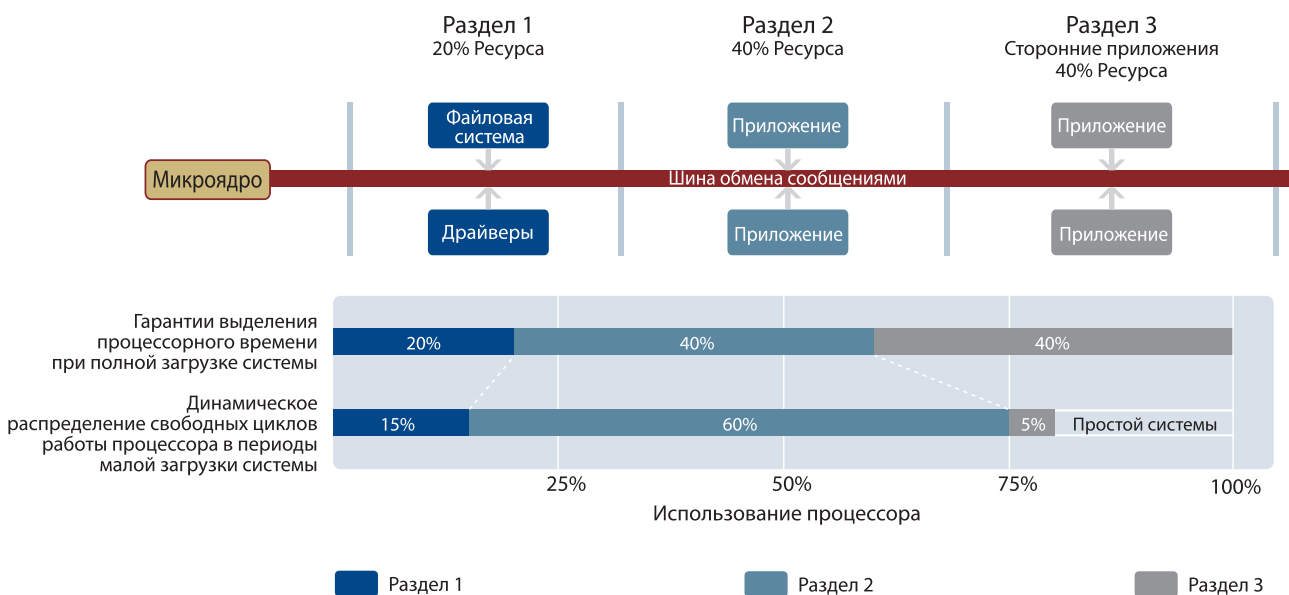 Раздел 1
20% Ресурса
Раздел 2
40% Ресурса
Раздел 3
Сторонние приложения
40% Ресурса
Файловая
система
Приложение
Приложение
Микроядро
Шина обмена сообщениями
Драйверы
Приложение
Приложение
Гарантии выделения
процессорного времени
при полной загрузке системы
20%
40%
40%
Динамическое
распределение свободных циклов
работы процессора в периоды
малой загрузки системы
15%
60%
5%
Простой системы
25%
50%
75%
100%
Использование процессора
Раздел 1
Раздел 2
Раздел 3